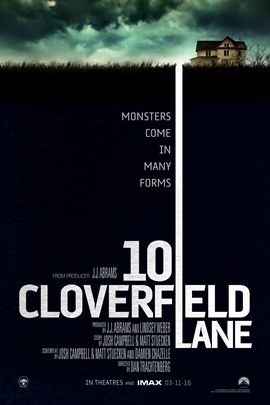 MONSTERS
COME
IN
MANY
FORMS
FROM PRODUCER J.J. ABRAMS
10
CLOVERFIELD
LANE
PRODUCED BY J.J. ABRAMS AND LINDSEY WEBER
STORY BY JOSH CAMPBELL & MATT STUECKEN
SCREENPLAY BY JOSH CAMPBELL & MATT STUECKEN AND DAMIEN CHAZELLE
DIRECTED BY DAN TRACHTENBERG
IN THEATRES AND IMAX 03-11-16